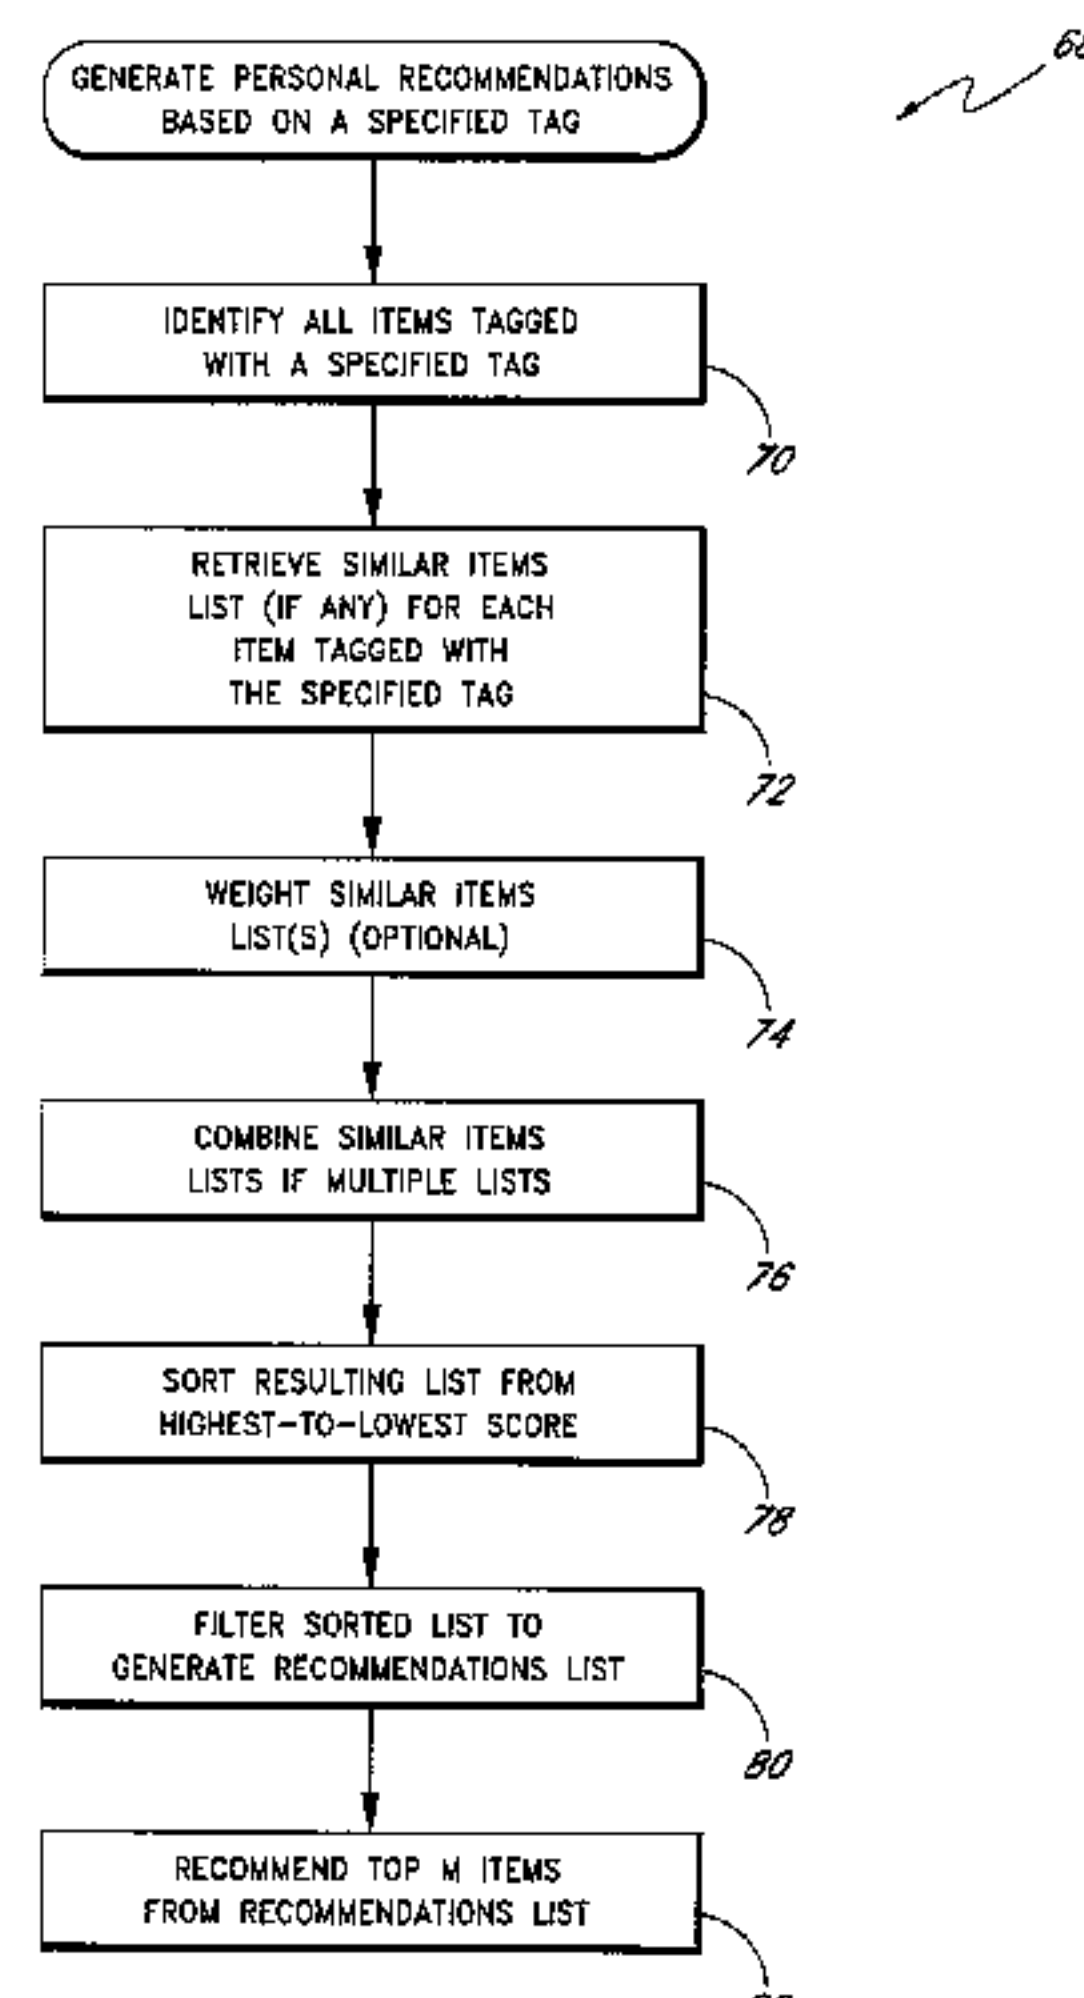 GENERATE PERSONAL RECOMMENDATIONS
BASED ON A SPECIFIED TAG
IDENTIFY ALL ITEMS TAGGED
WITH A SPECIFIED TAG
70
RETRIEVE SIMILAR ITEMS
LIST (IF ANY) FOR EACH
ITEM TAGGED WITH
THE SPECIFIED TAG
72
WEIGHT SIMILAR ITEMS
LIST(S) (OPTIONAL)
74
COMBINE SIMILAR ITEMS
LISTS IF MULTIPLE LISTS
76
SORT RESULTING LIST FROM
HIGHEST-TO-LOWEST SCORE
78
FILTER SORTED LIST TO
GENERATE RECOMMENDATIONS LIST
80
RECOMMEND TOP M ITEMS
FROM RECOMMENDATIONS LIST